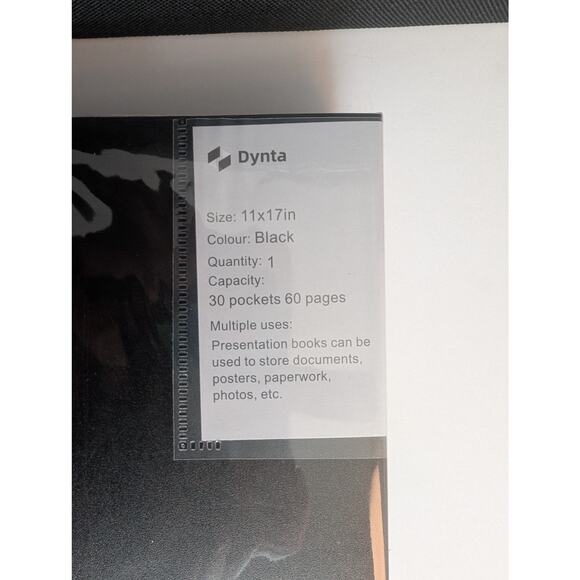 Dynta
Size: 11x17in
Colour: Black
Quantity: 1
Capacity:
30 pockets 60 pages
Multiple uses:
Presentation books can be
used to store documents,
posters, paperwork,
photos, etc.